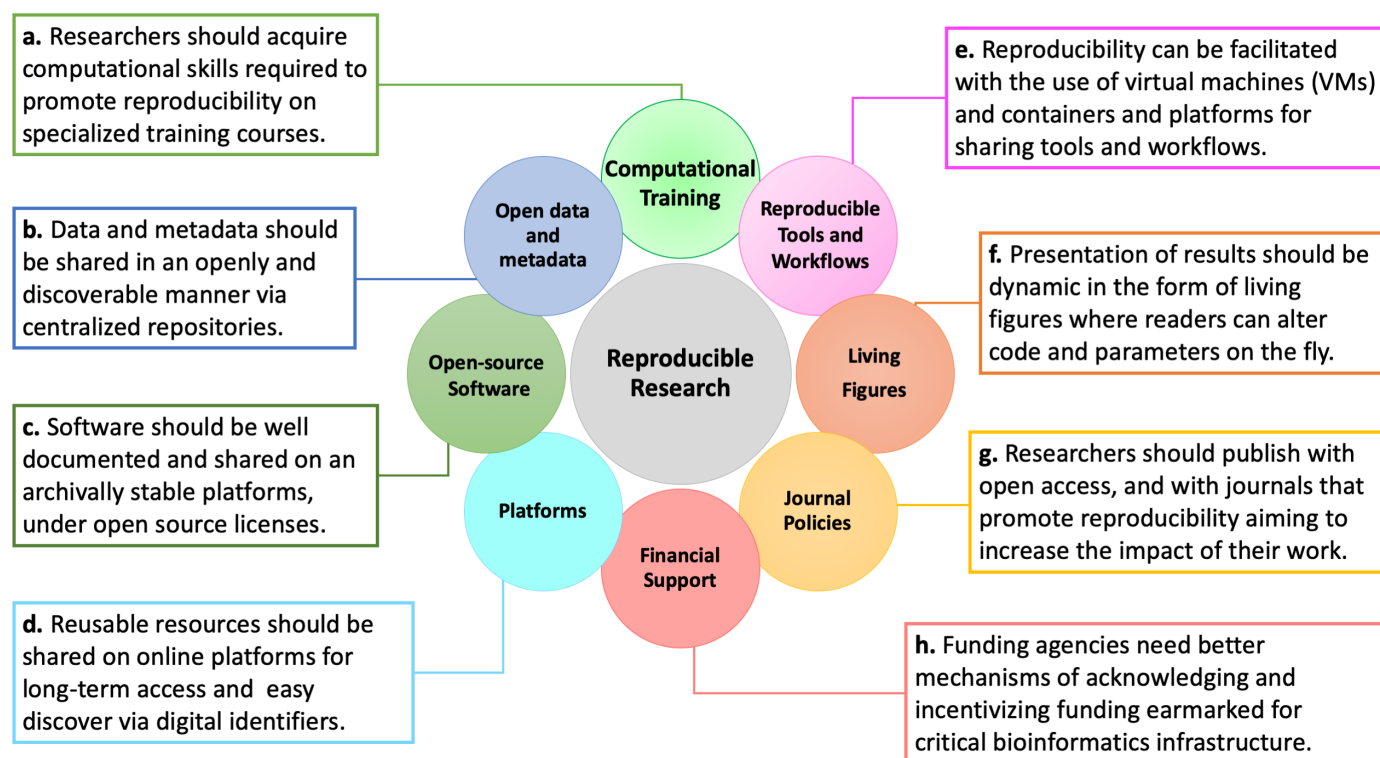 a. Researchers should acquire
computational skills required to
promote reproducibility on
specialized training courses.
b. Data and metadata should
be shared in an openly and
discoverable manner via
centralized repositories.
c. Software should be well
documented and shared on an
archivally stable platforms,
under open source licenses.
d. Reusable resources should be
shared on online platforms for
long-term access and  easy
discover via digital identifiers.
Computational
Training
Open data
and
metadata
Reproducible
Tools and
Workflows
Open-source
Software
Reproducible
Research
Living
Figures
Platforms
Journal
Policies
Financial
Support
e. Reproducibility can be facilitated
with the use of virtual machines (VMs)
and containers and platforms for
sharing tools and workflows.
f. Presentation of results should be
dynamic in the form of living
figures where readers can alter
code and parameters on the fly.
g. Researchers should publish with
open access, and with journals that
promote reproducibility aiming to
increase the impact of their work.
h. Funding agencies need better
mechanisms of acknowledging and
incentivizing funding earmarked for
critical bioinformatics infrastructure.